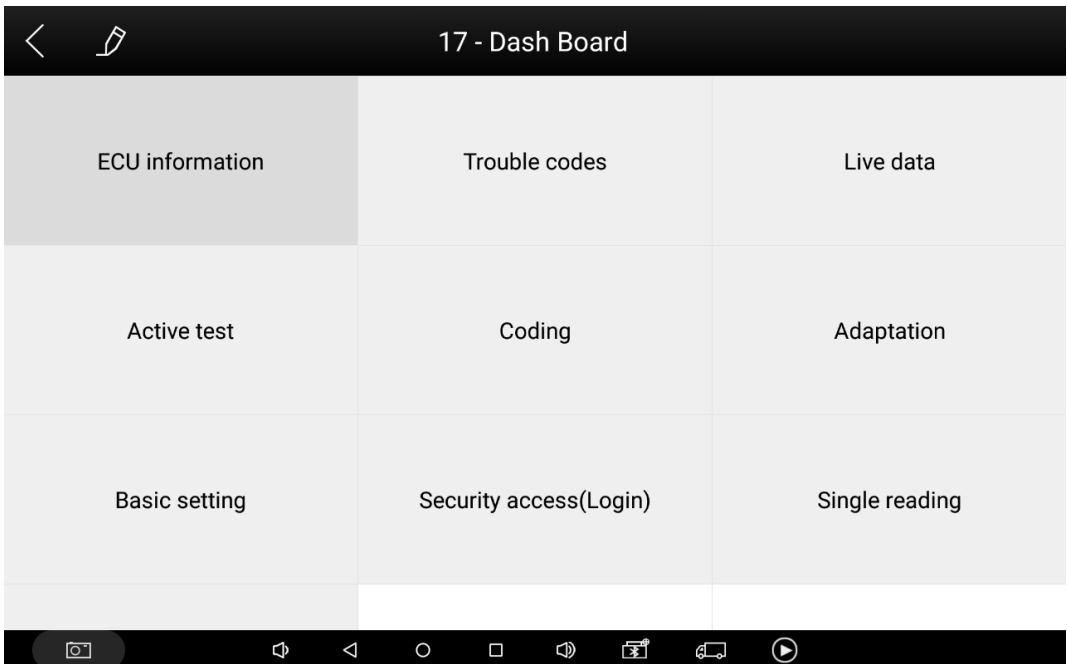 17 - Dash Board
ECU information
Trouble codes
Live data
Active test
Coding
Adaptation
Basic setting
Security access(Login)
Single reading